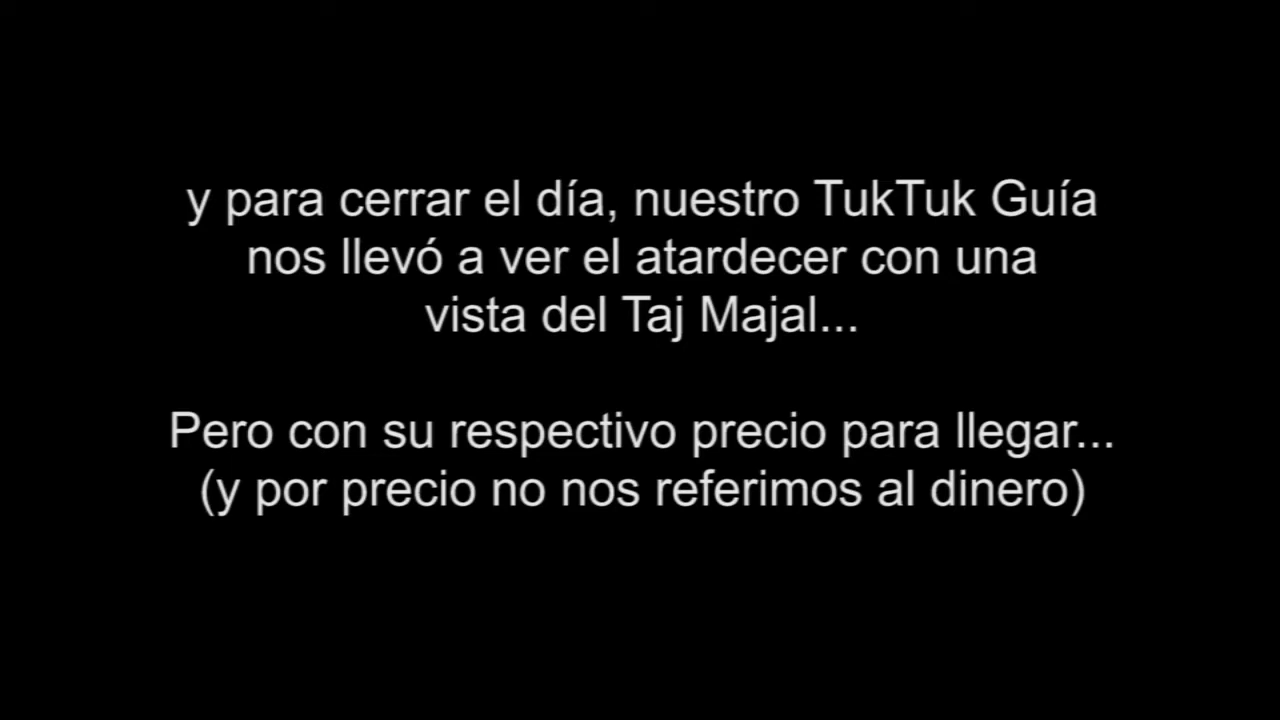 y para cerrar el día, nuestro TukTuk Guía
nos llevó a ver el atardecer con una
vista del Taj Majal...
Pero con su respectivo precio para llegar...
(y por precio no nos referimos al dinero)